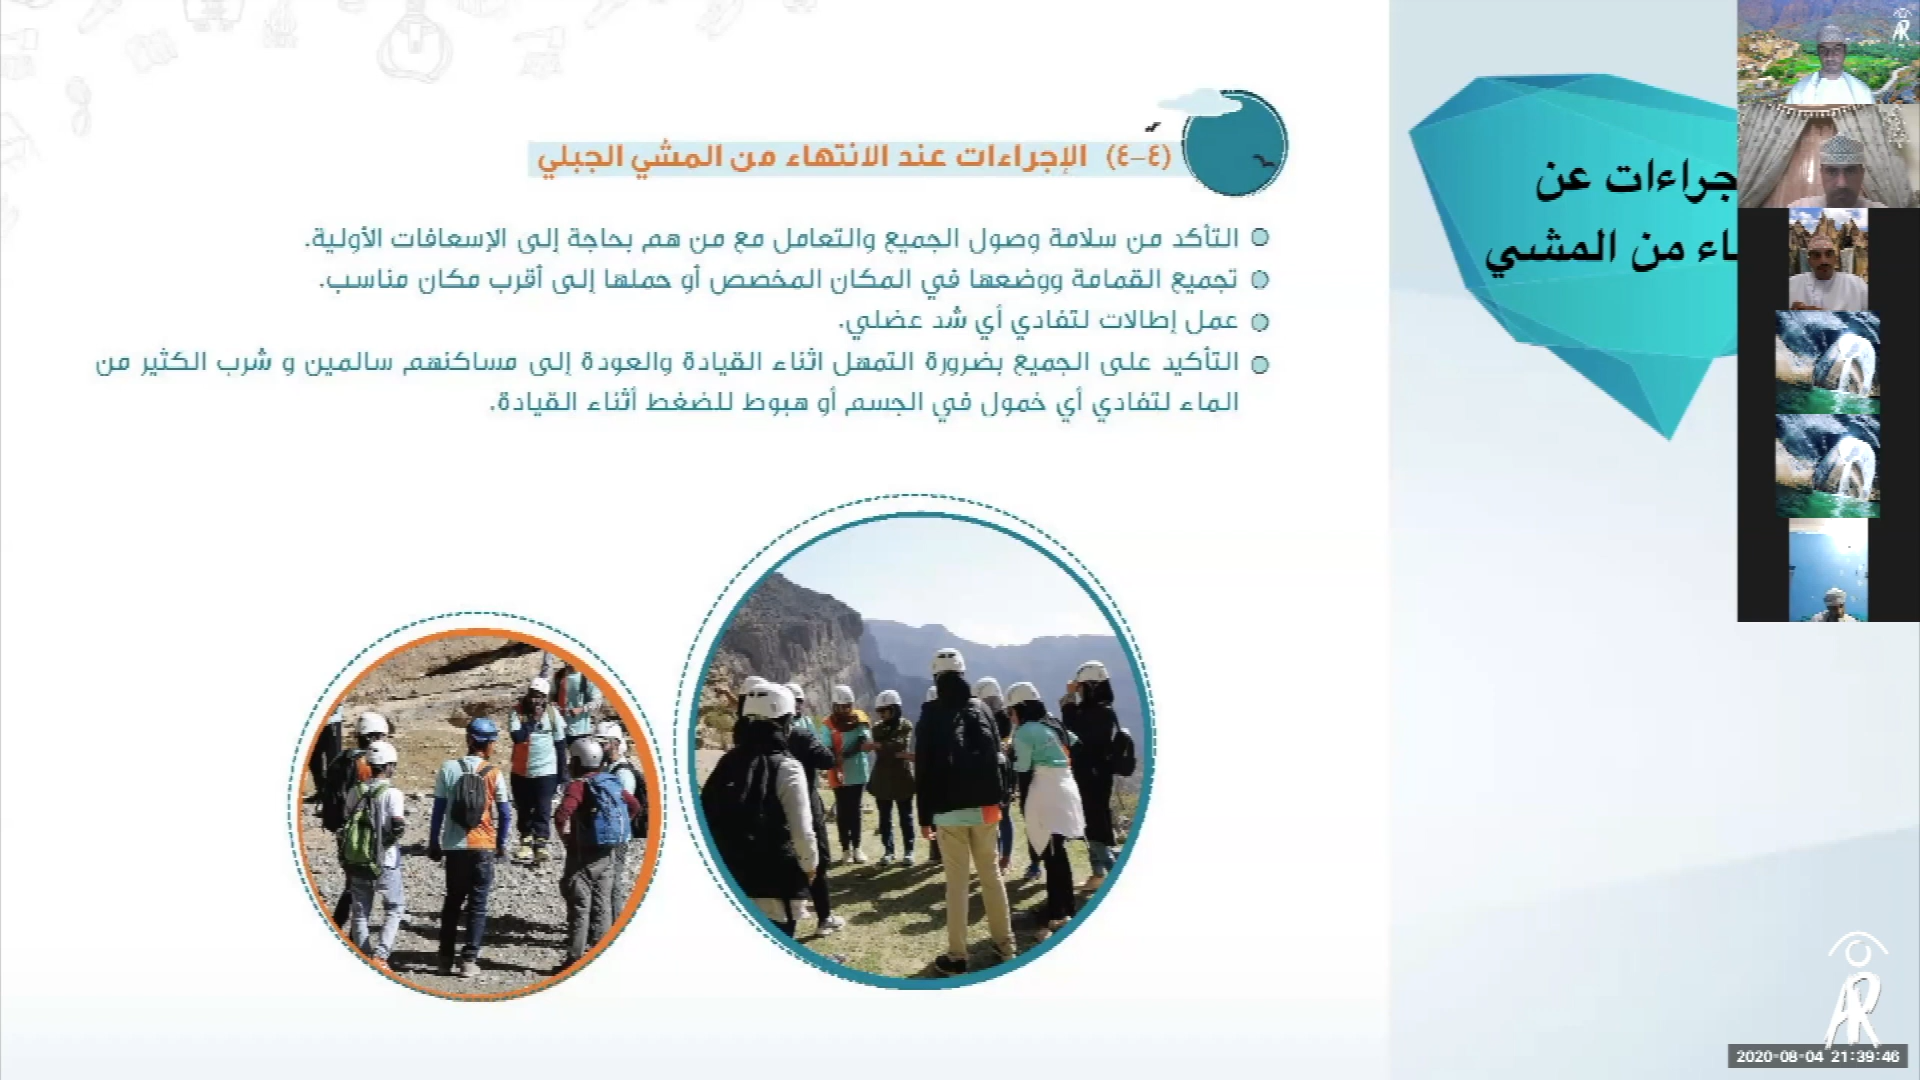 (٤-٤) الإجراءات عند الانتهاء من المشي الجبلي
التأكد من سلامة وصول الجميع والتعامل مع من هم بحاجة إلى الإسعافات الأولية.
تجميع القمامة ووضعها في المكان المخصص أو حملها إلى أقرب مكان مناسب.
عمل إطالات لتفادي أي شد عضلي.
التأكيد على الجميع بضرورة التمهل اثناء القيادة والعودة إلى مساكنهم سالمين و شرب الكثير من
الماء لتفادي أي خمول في الجسم أو هبوط للضغط أثناء القيادة.
عن
من المشي
AR
AR
2020-08-04 21:39:46